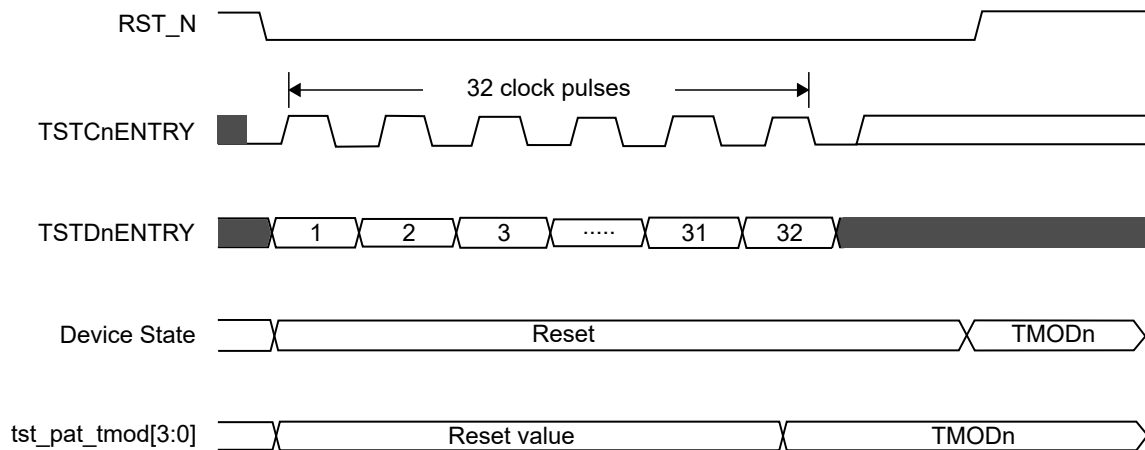 RST_N
32 clock pulses
TSTCnENTRY
TSTDnENTRY 1 2 3 ..... 31 32
Device State Reset TMODn
tst_pat_tmod[3:0] Reset value TMODn